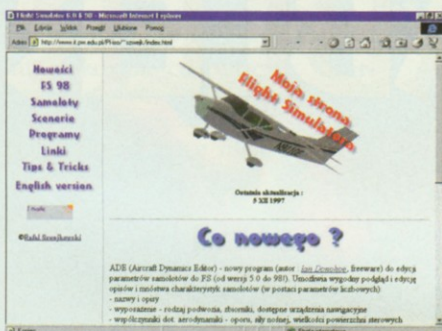 Flight Simulator 6.0 & 98 - Microsoft Internet Explorer
Plik Edycja Widok Przejdź Ulubione Pomoc
Adres
Nowości
FS 98
Samoloty
Scenerie
Programy
Linki
Tips & Tricks
English version
©Rafał
Moja strona
Flight Simulatora
Ostatnia aktualizacja :
5 XII 1997
Co nowego ?
ADE (Aircraft Dynamics Editor) - nowy program (autor : freeware) do edycji
parametrów samolotów do FS (od wersji 5.0 do 98!). Umożliwia wygodny podgląd i edycję
opisów i mnóstwa charakterystyk samolotów (w postaci parametrów liczbowych)
- nazwy i opisy
- wyposażenie - rodzaj podwozia, zbiorniki, dostępne urządzenia nawigacyjne
- współczynniki dot. aerodynamiki - oporu, siły nośnej, wielkości powierzchni sterowych